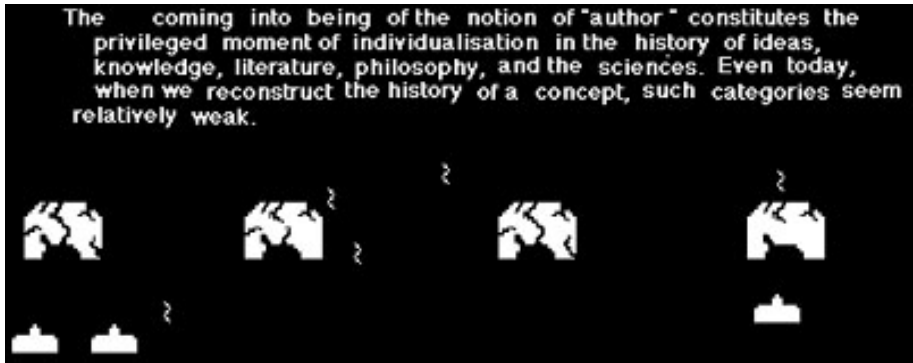 The coming into being of the notion of "author" constitutes the
privileged moment of individualisation in the history of ideas,
knowledge, literature, philosophy, and the sciences. Even today,
when we reconstruct the history of a concept, such categories seem
relatively weak.